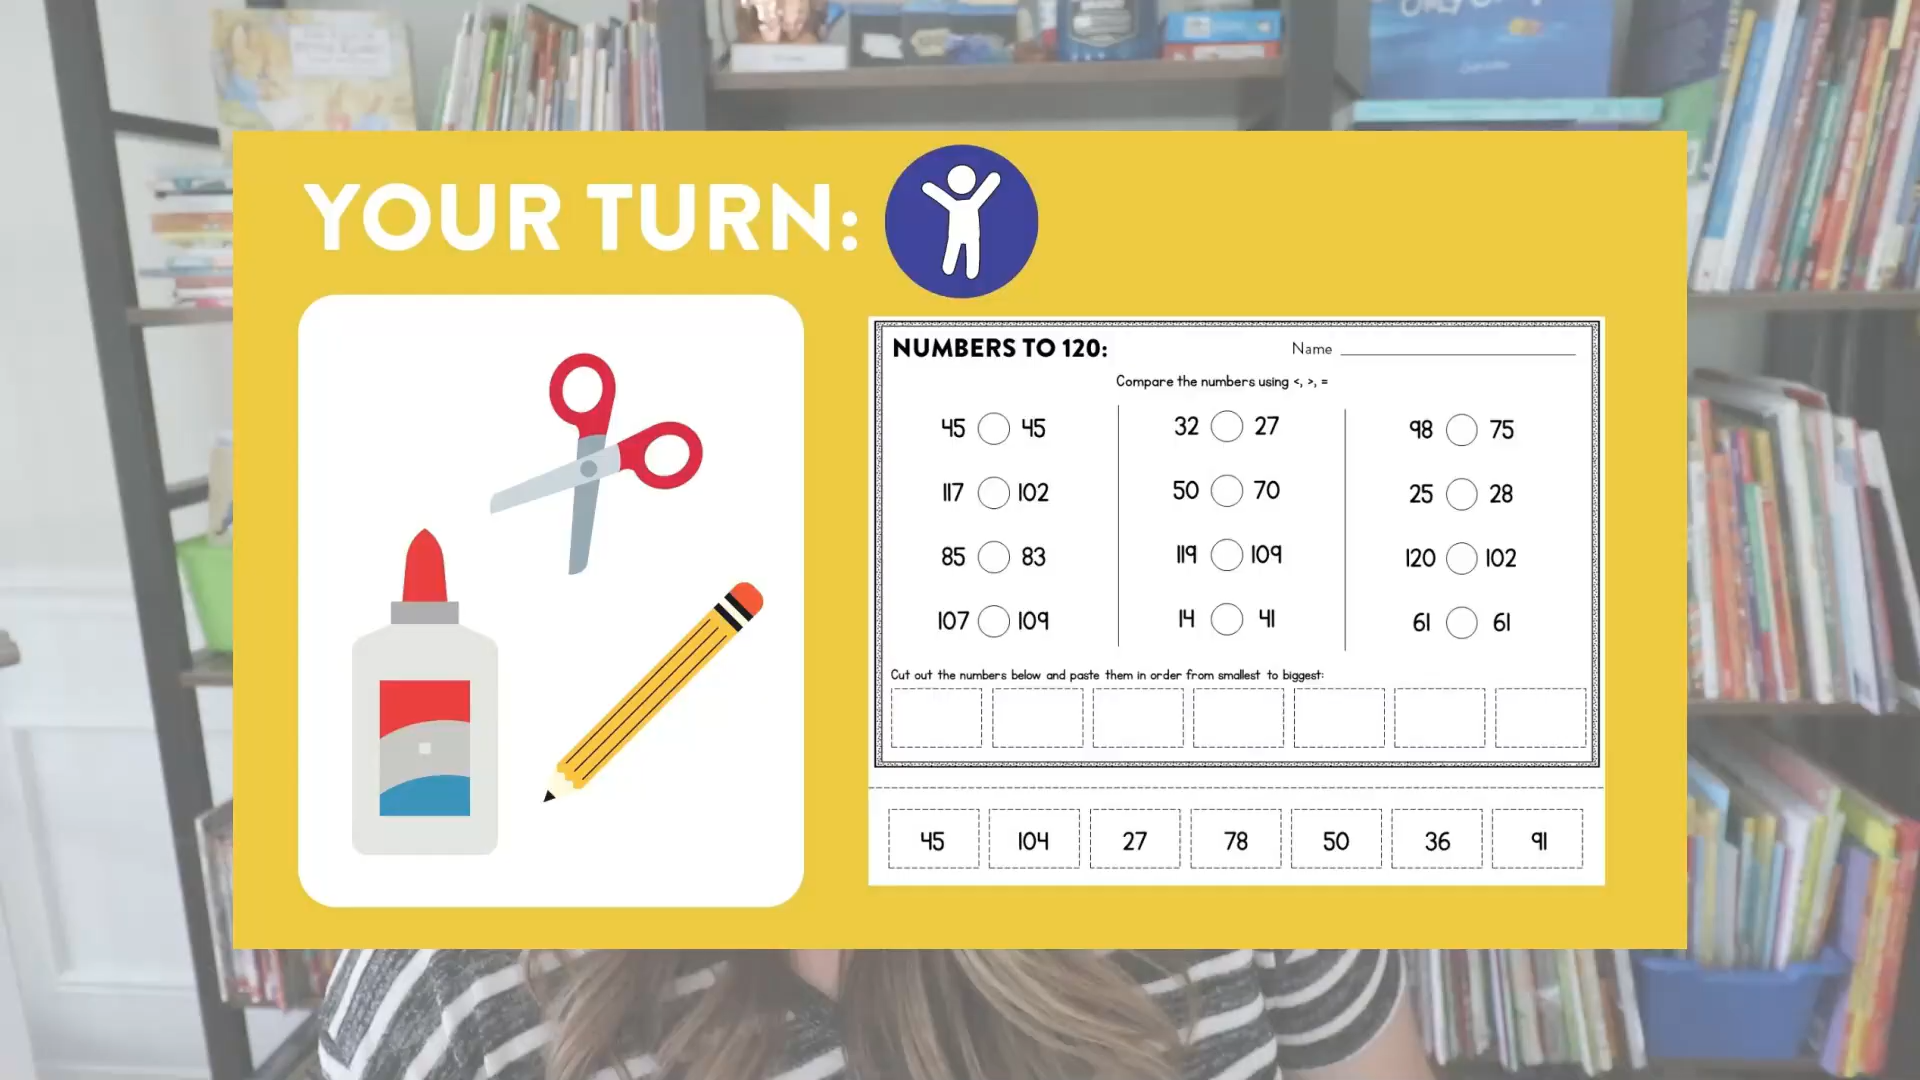 YOUR TURN:
NUMBERS TO 120:
Name
Compare the numbers using <, >, =
45 45
117 102
85 83
107 109
32 27
50 70
119 109
14 41
98 75
25 28
120 102
61 61
Cut out the numbers below and paste them in order from smallest to biggest:
45 104 27 78 50 36 91